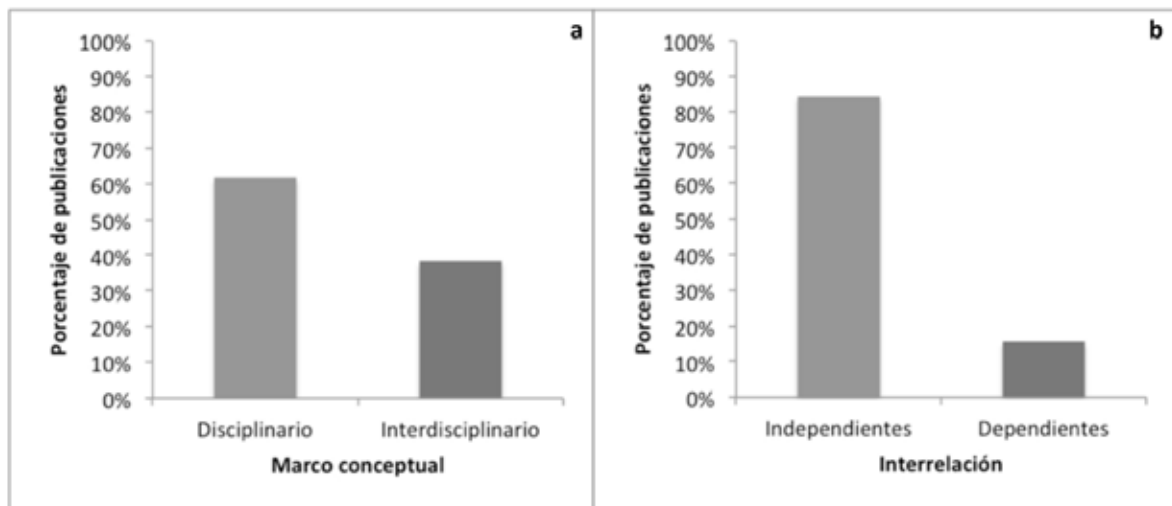 a
100%
90%
80%
70%
60%
50%
40%
30%
20%
10%
0%
Porcentaje de publicaciones
Disciplinario Interdisciplinario
Marco conceptual
b
100%
90%
80%
70%
60%
50%
40%
30%
20%
10%
0%
Porcentaje de publicaciones
Independientes Dependientes
Interrelación